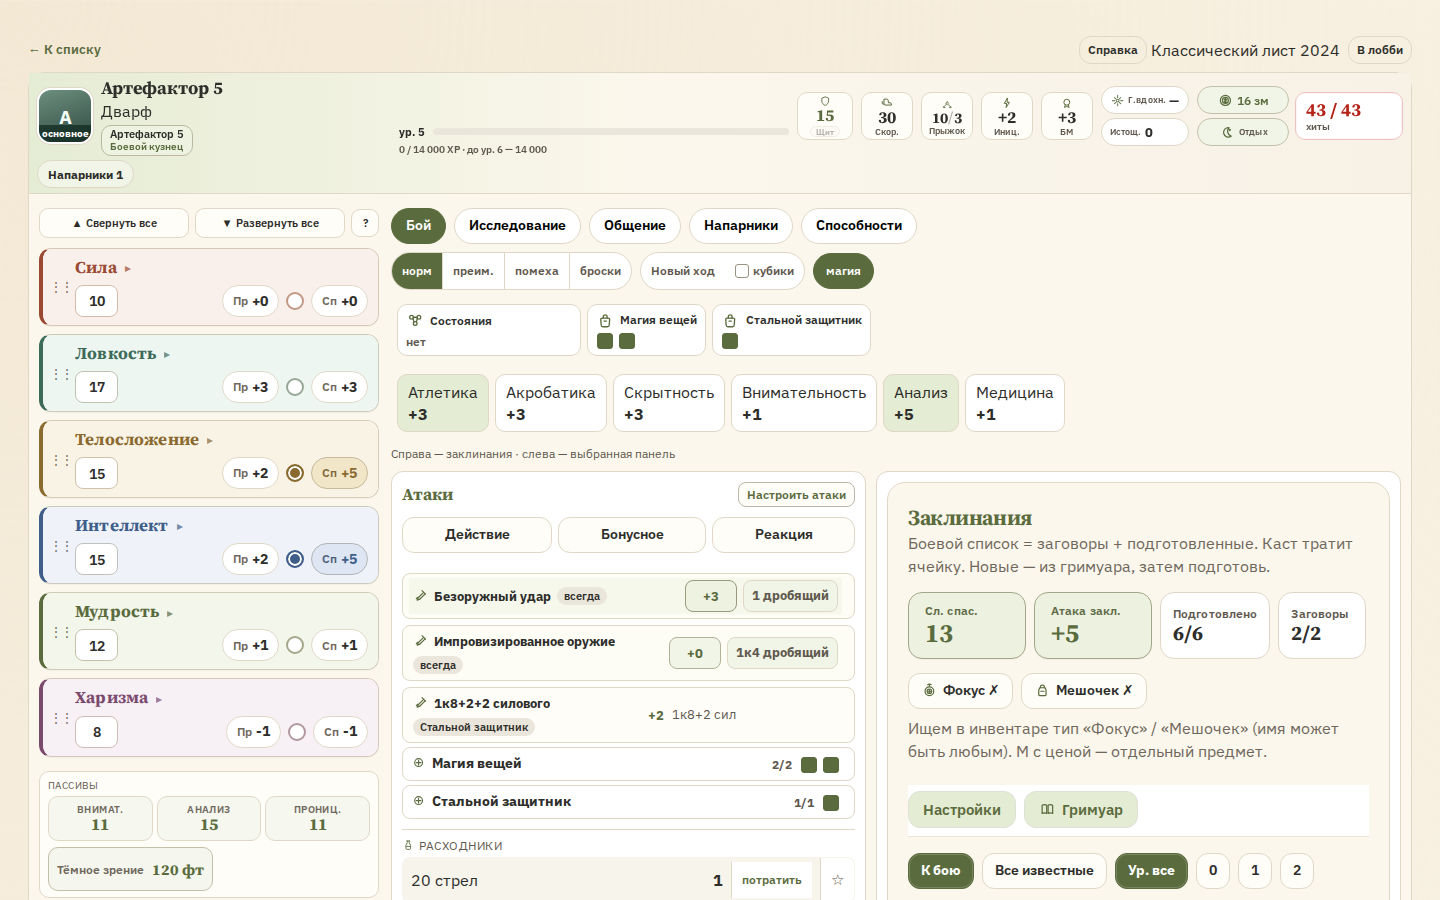 ← К списку
Справка Классический лист 2024 В лобби
А
основное
Артефактор 5
Дварф
Артефактор 5
Боевой кузнец
Напарники 1
ур. 5
0 / 14 000 XP · до ур. 6 — 14 000
15
Щит
30
Скор.
10/3
Прыжок
+2
Иниц.
+3
БМ
Г.вдохн. —
Истощ. 0
16 зм
Отдых
43 / 43
хиты
▲ Свернуть все
▼ Развернуть все
?
Сила ▸
10
Пр +0
Сп +0
Ловкость ▸
17
Пр +3
Сп +3
Телосложение ▸
15
Пр +2
Сп +5
Интеллект ▸
15
Пр +2
Сп +5
Мудрость ▸
12
Пр +1
Сп +1
Харизма ▸
8
Пр -1
Сп -1
ПАССИВЫ
ВНИМАТ.
11
АНАЛИЗ
15
ПРОНИЦ.
11
Тёмное зрение 120 фт
Бой
Исследование
Общение
Напарники
Способности
норм
преим.
помеха
броски
Новый ход
кубики
магия
Состояния
нет
Магия вещей
Стальной защитник
Атлетика
+3
Акробатика
+3
Скрытность
+3
Внимательность
+1
Анализ
+5
Медицина
+1
Справа — заклинания · слева — выбранная панель
Атаки
Настроить атаки
Действие
Бонусное
Реакция
Безоружный удар всегда
+3
1 дробящий
Импровизированное оружие
всегда
+0
1к4 дробящий
1к8+2+2 силового
Стальной защитник
+2 1к8+2 сил
Магия вещей
2/2
Стальной защитник
1/1
РАСХОДНИКИ
20 стрел
1
потратить
☆
Заклинания
Боевой список = заговоры + подготовленные. Каст тратит
ячейку. Новые — из гримуара, затем подготовь.
Сл. спас.
13
Атака закл.
+5
Подготовлено
6/6
Заговоры
2/2
Фокус ✗
Мешочек ✗
Ищем в инвентаре тип «Фокус» / «Мешочек» (имя может
быть любым). М с ценой — отдельный предмет.
Настройки
Гримуар
К бою
Все известные
Ур. все
0
1
2